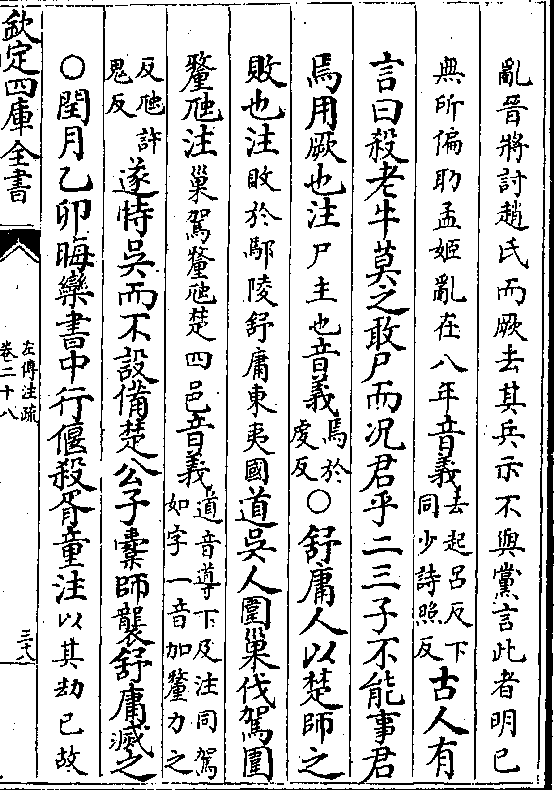 亂晉將討趙氏而厥去其兵示不與黨言此者明已
無所偏助孟姬亂在八年音義去起呂反下同少詩照反古人有
言曰殺老牛莫之敢尸而况君乎二三子不能事君
焉用厥也注尸主也音義焉於虔反○舒庸人以楚師之
敗也注敗於鄢陵舒庸東夷國道吳人圍巢伐駕圍
釐虺注巢駕釐虺楚四邑音義道音導下及注同駕如字一音加釐力之
反虺許鬼反遂恃吳而不設備楚公子橐師襲舒庸滅之
○閏月乙卯晦欒書中行偃殺胥童注以其劫已故
欽定四庫全書
左傳注疏
卷二十八
三十八